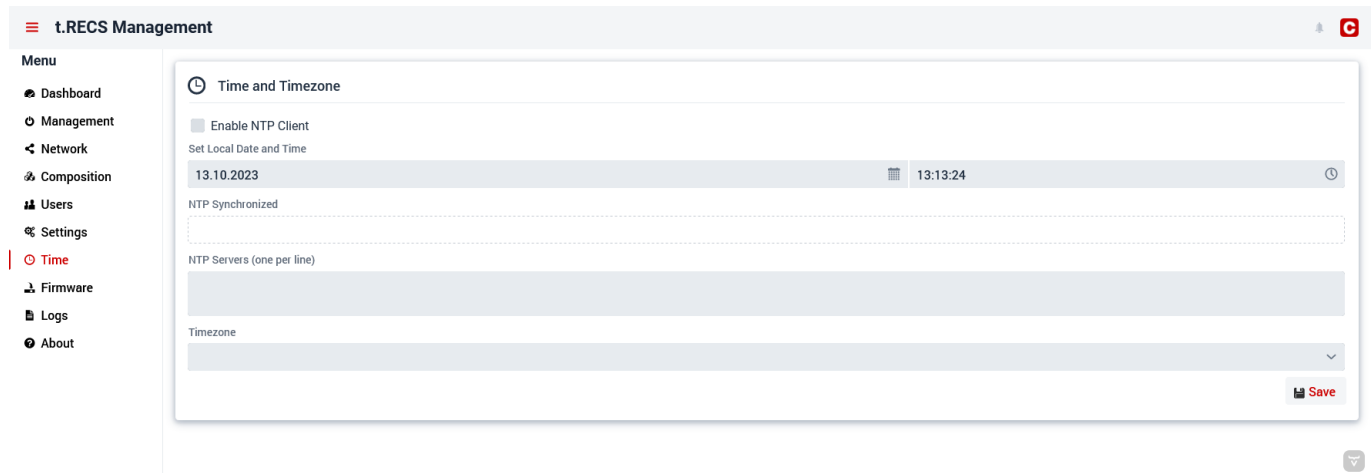 t.RECS Management
C
Menu
Dashboard
Management
Network
Composition
Users
Settings
Time
Firmware
Logs
About
Time and Timezone
Enable NTP Client
Set Local Date and Time
13.10.2023 13:13:24
NTP Synchronized
NTP Servers (one per line)
Timezone
Save